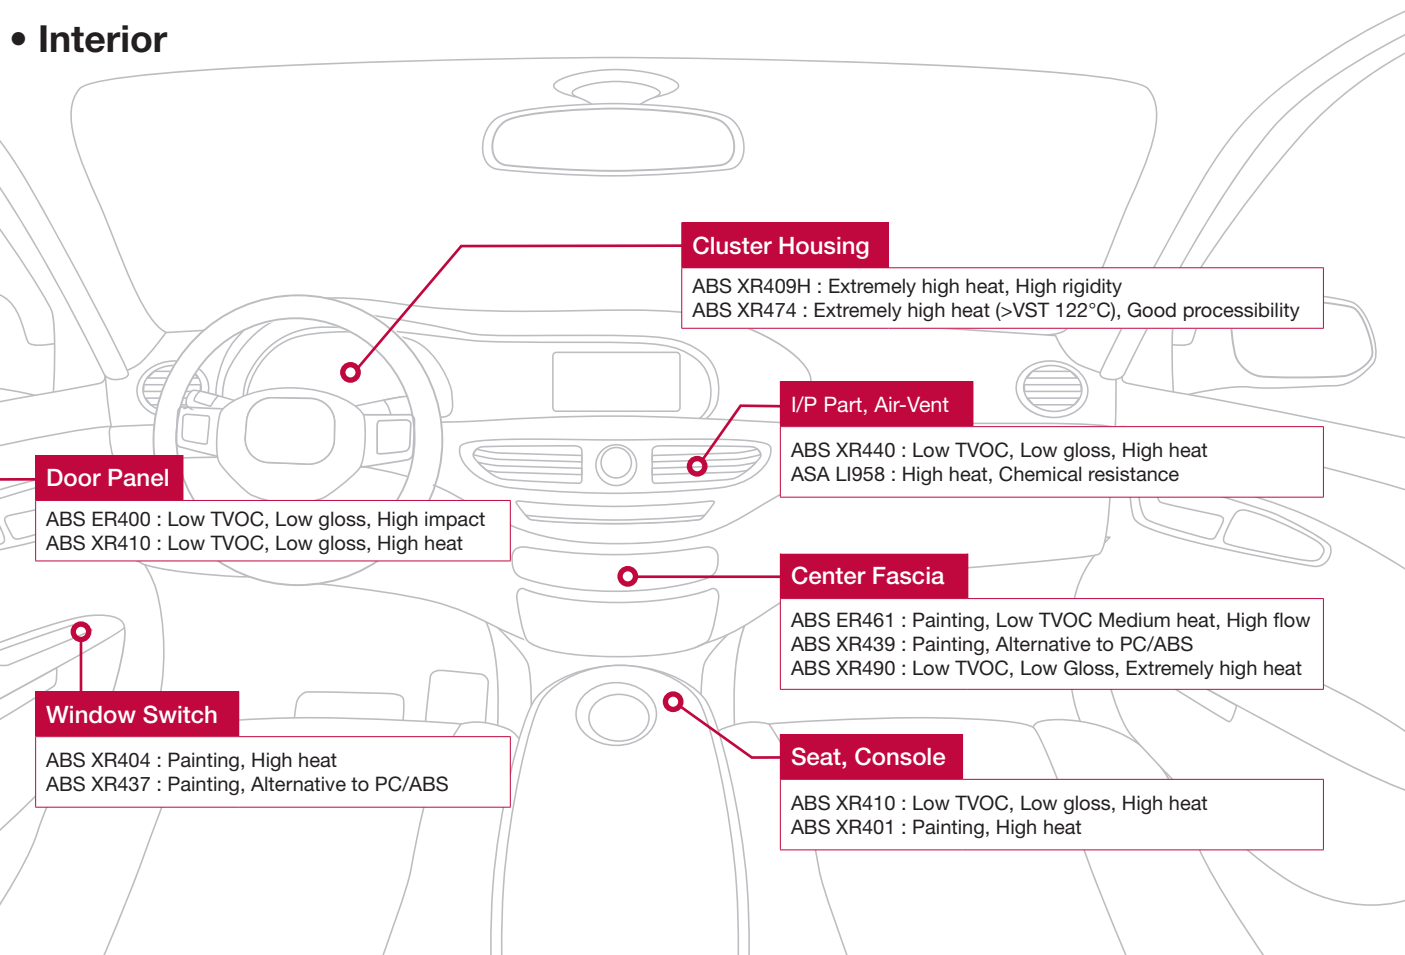 • Interior
Cluster Housing
ABS XR409H : Extremely high heat, High rigidity
ABS XR474 : Extremely high heat (>VST 122°C), Good processibility
I/P Part, Air-Vent
ABS XR440 : Low TVOC, Low gloss, High heat
ASA LI958 : High heat, Chemical resistance
Door Panel
ABS ER400 : Low TVOC, Low gloss, High impact
ABS XR410 : Low TVOC, Low gloss, High heat
Center Fascia
ABS ER461 : Painting, Low TVOC Medium heat, High flow
ABS XR439 : Painting, Alternative to PC/ABS
ABS XR490 : Low TVOC, Low Gloss, Extremely high heat
Window Switch
ABS XR404 : Painting, High heat
ABS XR437 : Painting, Alternative to PC/ABS
Seat, Console
ABS XR410 : Low TVOC, Low gloss, High heat
ABS XR401 : Painting, High heat